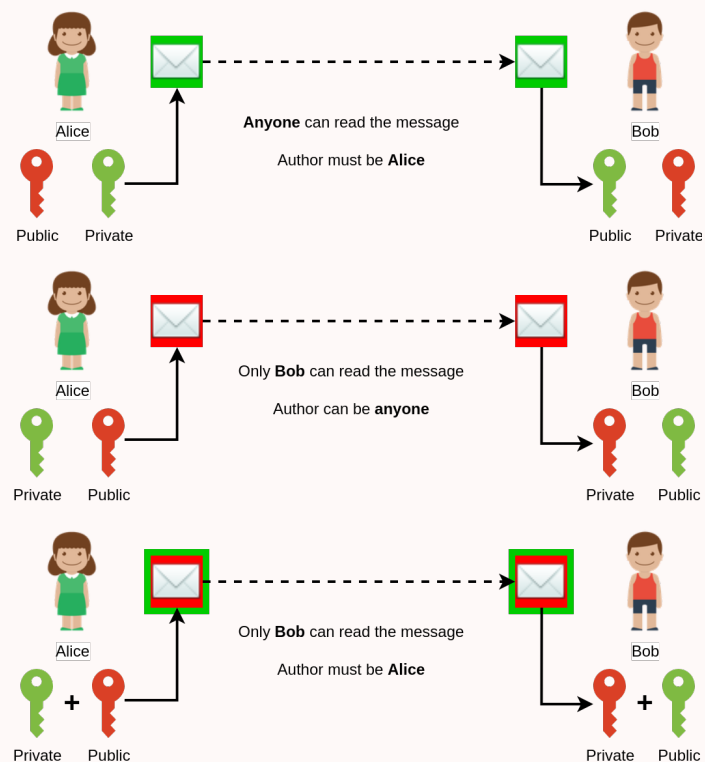 Alice
Bob
Anyone can read the message
Author must be Alice
Public Private
Public Private
Alice
Bob
Only Bob can read the message
Author can be anyone
Private Public
Private Public
Alice
Bob
Only Bob can read the message
Author must be Alice
+
+
Private Public
Private Public